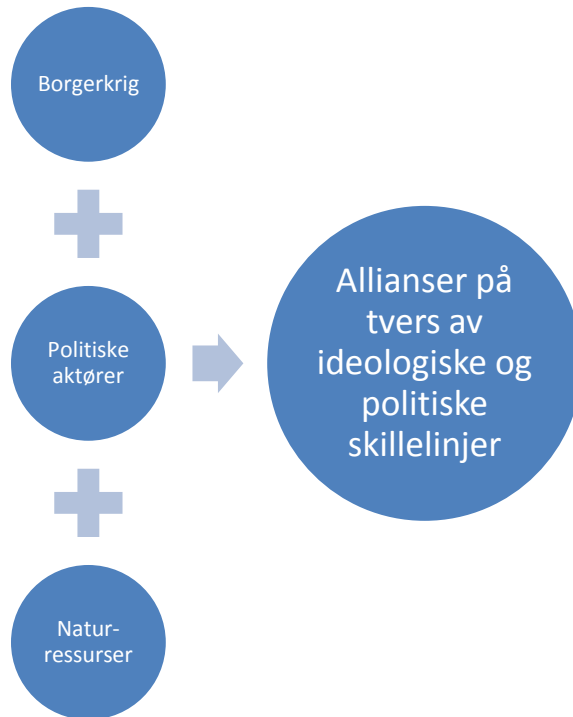 Borgerkrig
Politiske
aktører
Natur-
ressurser
Allianser på
tvers av
ideologiske og
politiske
skillelinjer